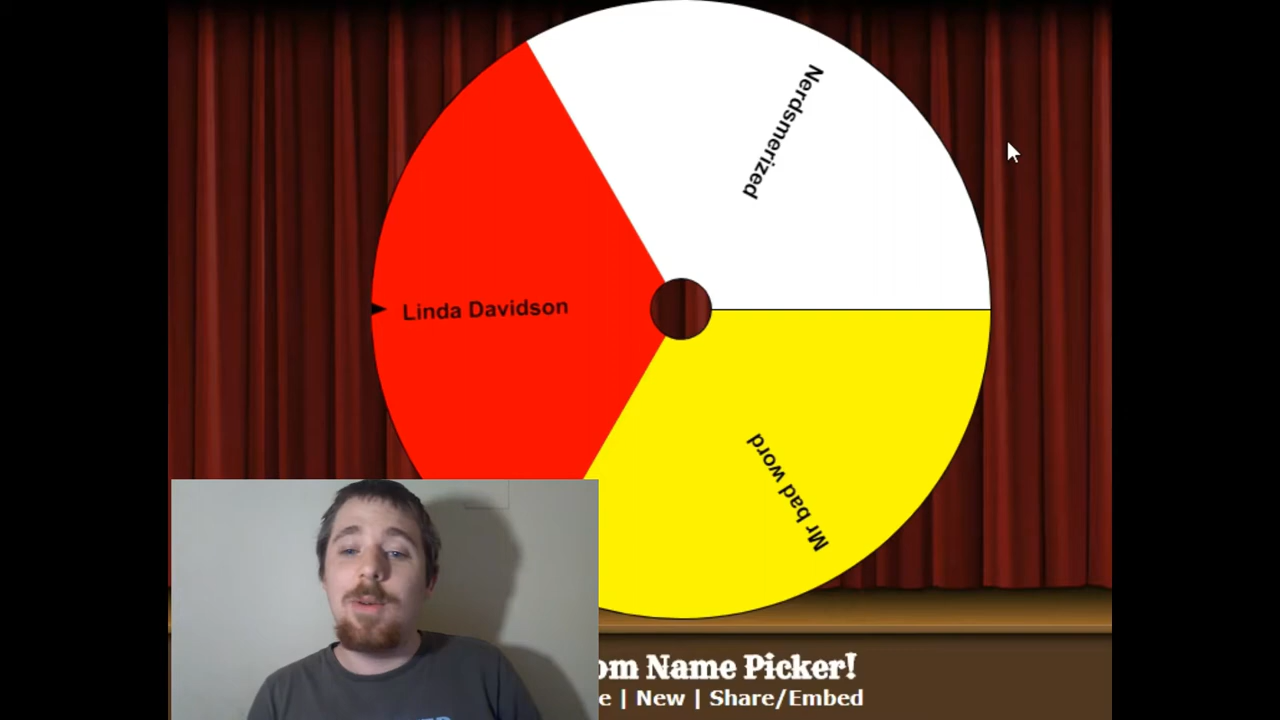 Nerdsmerized
Linda Davidson
Mr bad word
om Name Picker!
e | New | Share/Embed